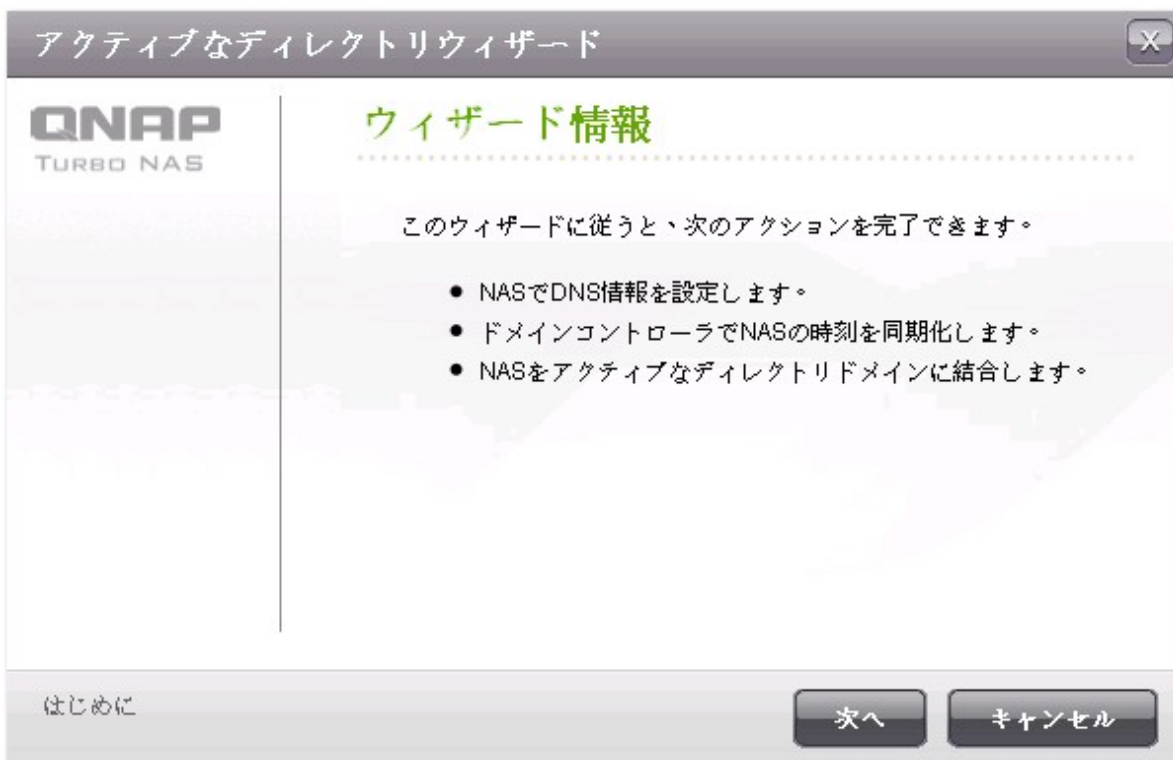 アクティブなディレクトリウィザード
X
QNAP
TURBO NAS
ウィザード情報
このウィザードに従うと、次のアクションを完了できます。
● NASでDNS情報を設定します。
● ドメインコントローラでNASの時刻を同期化します。
● NASをアクティブなディレクトリドメインに結合します。
はじめに
次へ
キャンセル